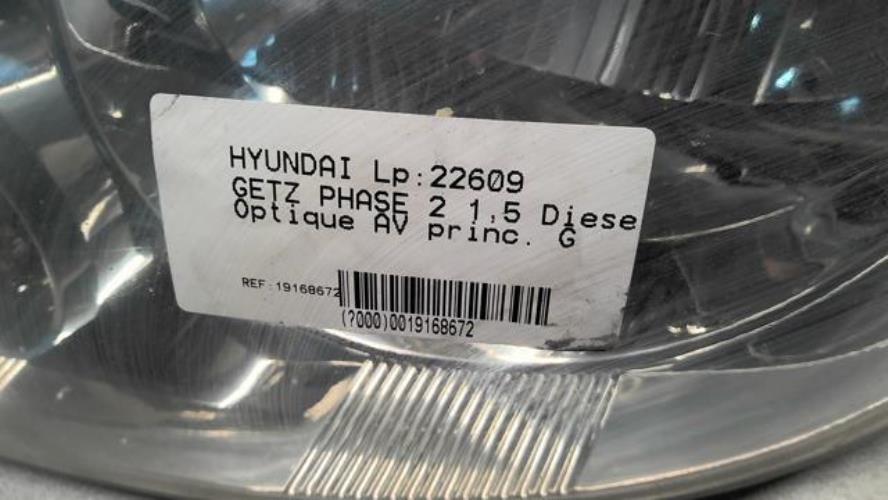 HYUNDAI Lp:22609
GETZ PHASE 2 1,5 Diese
Optique AV princ. G
REF:19168672
(?000)0019168672